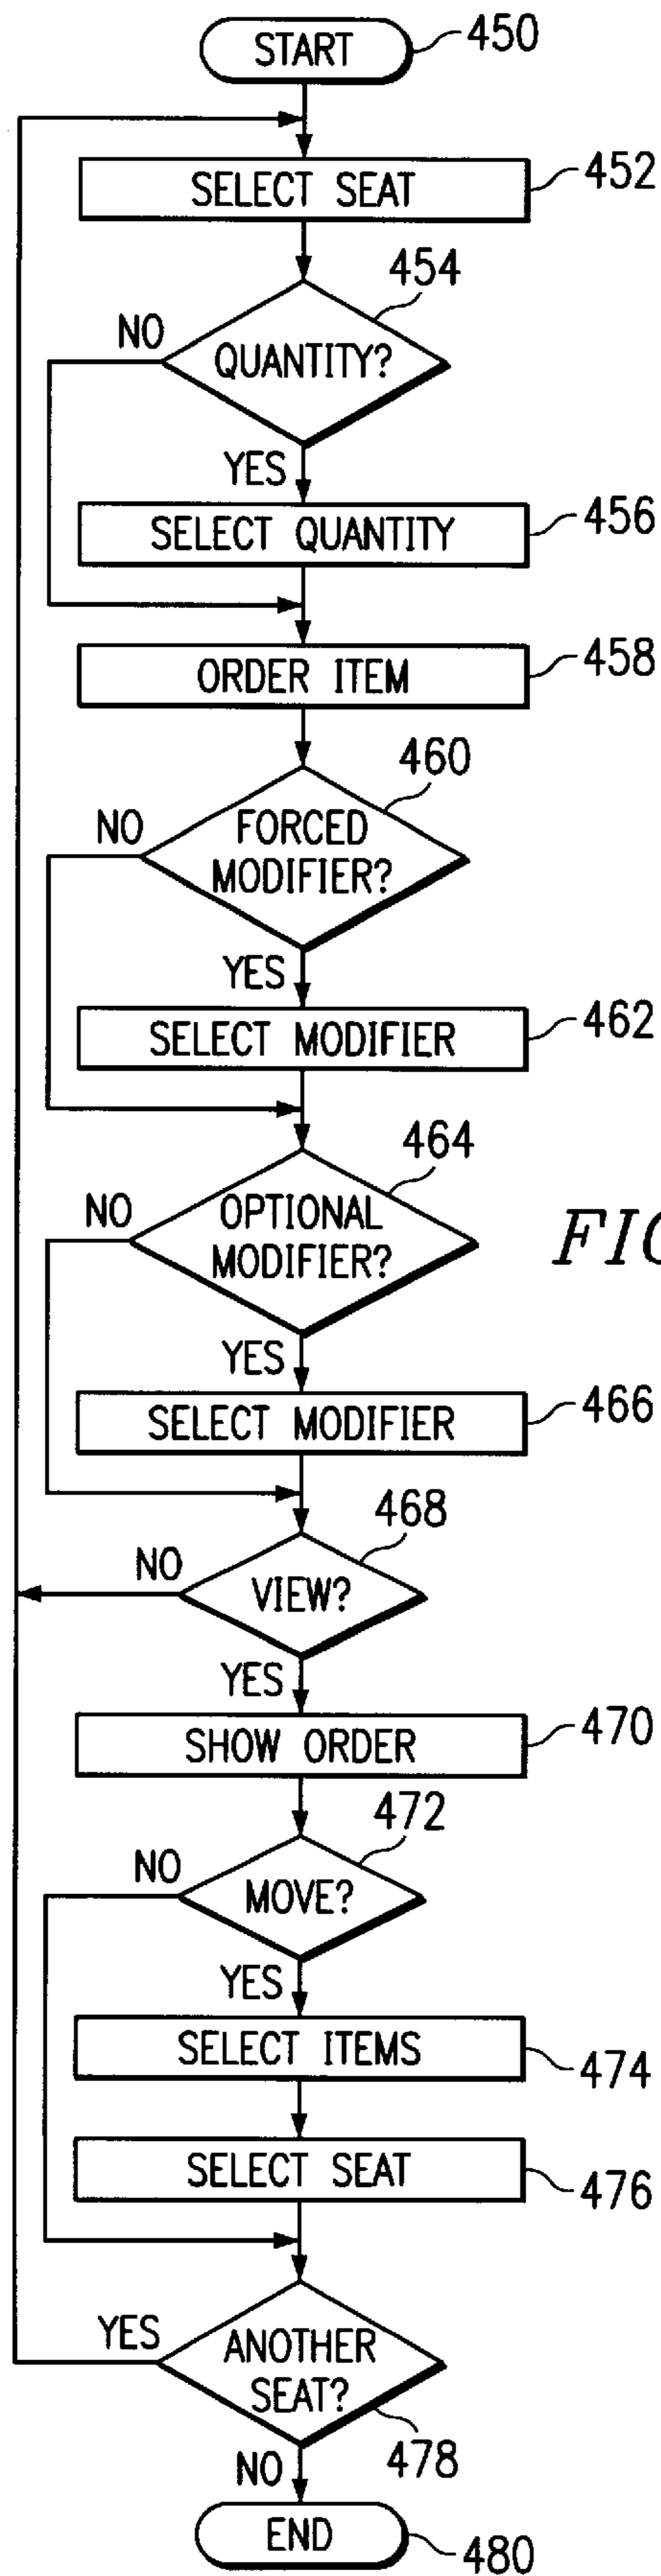 START
450
SELECT SEAT
452
454
NO
QUANTITY?
YES
SELECT QUANTITY
456
ORDER ITEM
458
460
NO
FORCED
MODIFIER?
YES
SELECT MODIFIER
462
464
NO
OPTIONAL
MODIFIER?
FIG
YES
SELECT MODIFIER
466
468
NO
VIEW?
YES
SHOW ORDER
470
472
NO
MOVE?
YES
SELECT ITEMS
474
SELECT SEAT
476
YES
ANOTHER
SEAT?
478
NO
END
480